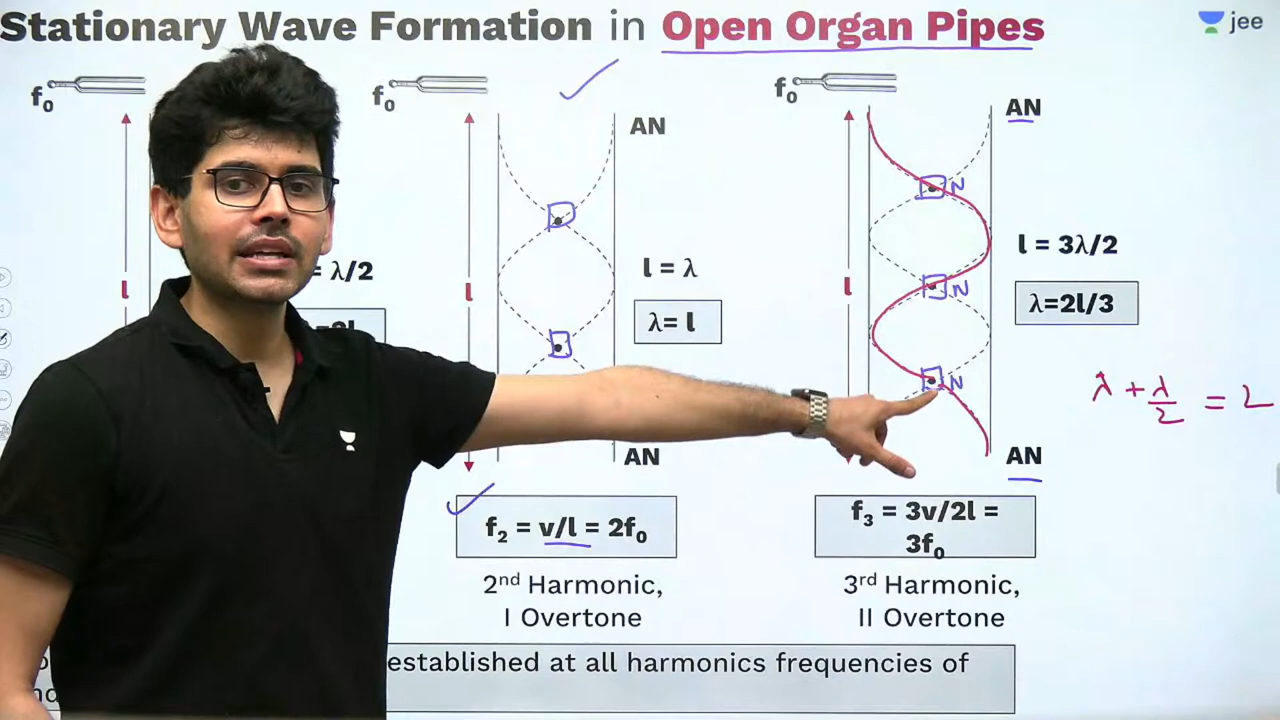 Stationary Wave Formation in Open Organ Pipes
jee
f₀
f₀
f₀
l
= λ/2
AN
l
l = λ
λ= l
AN
f₂ = v/l = 2f₀
2nd Harmonic,
I Overtone
AN
N
N
N
l
l = 3λ/2
λ=2l/3
AN
f₃ = 3v/2l =
3f₀
3rd Harmonic,
II Overtone
λ + λ/2 = L
established at all harmonics frequencies of